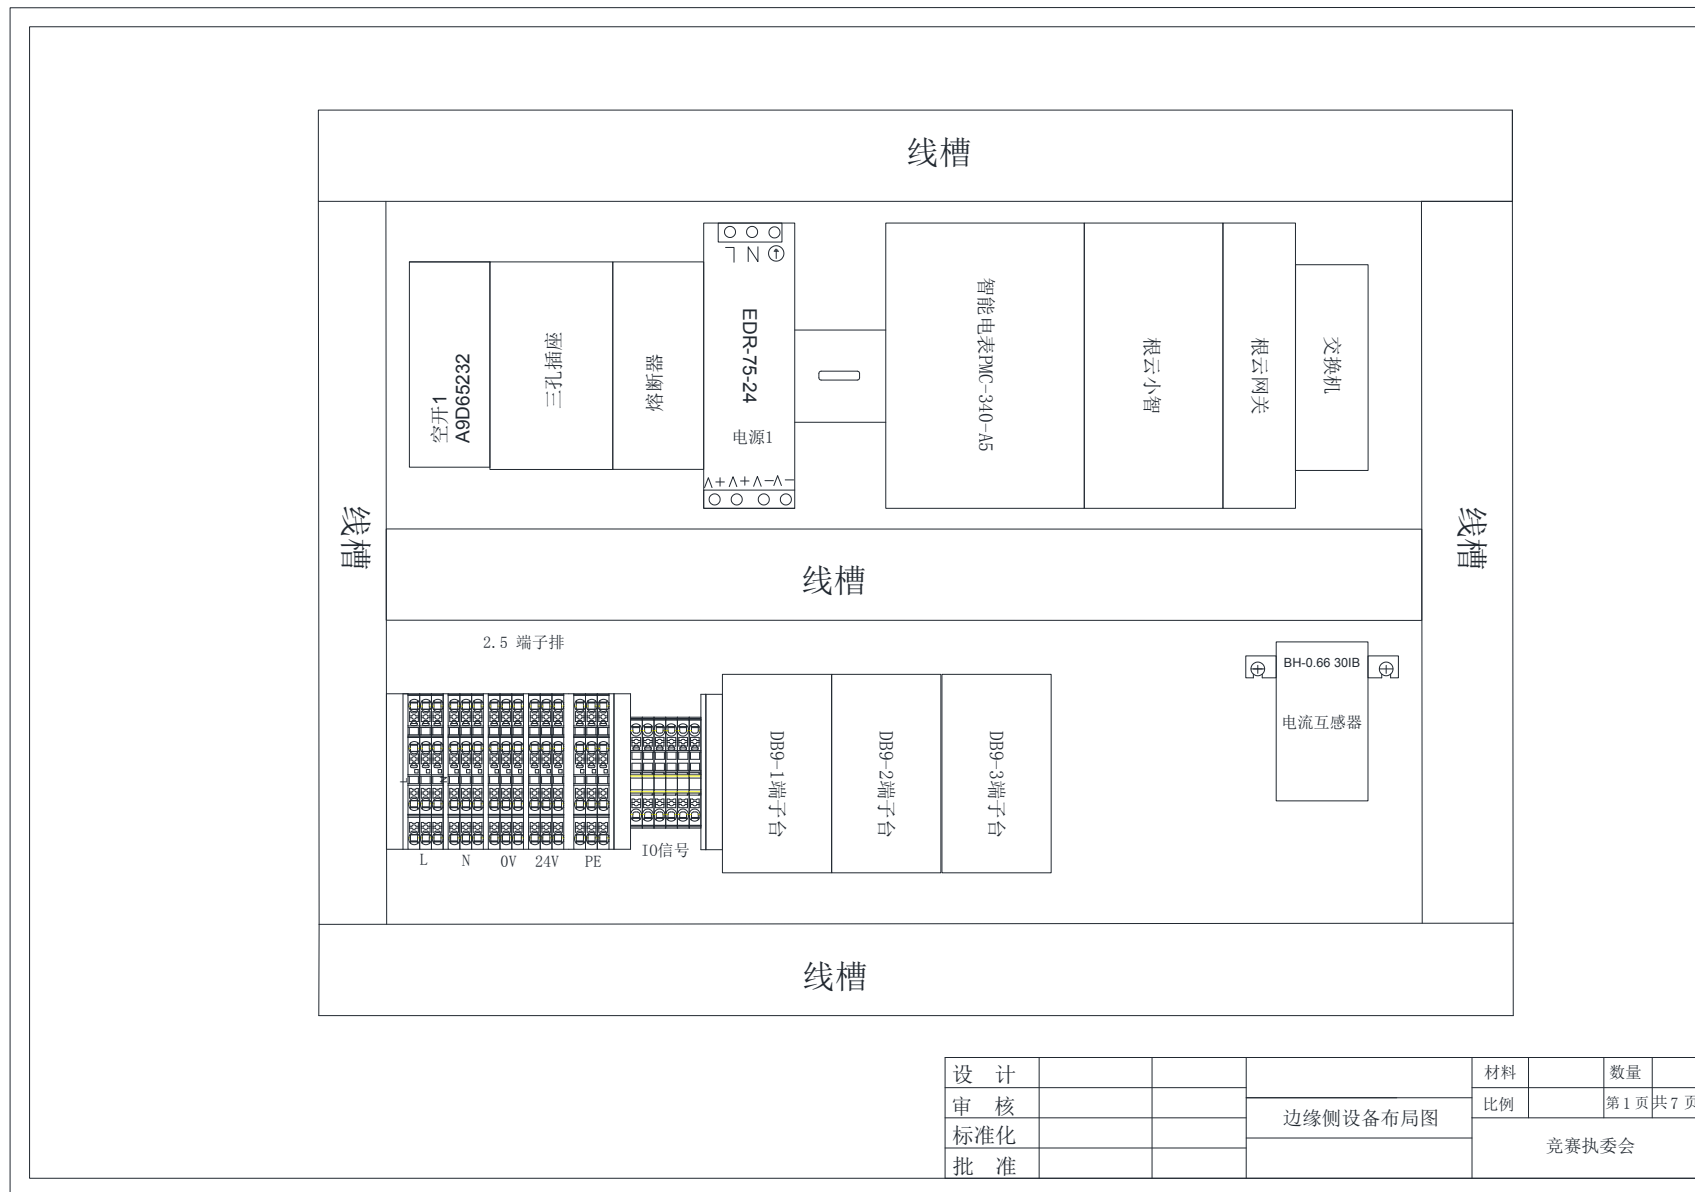 线槽
L N
空开1
A9D65232
三孔插座
熔断器
EDR-75-24
电源1
V+V+V-V-
智能电表PMC-340-A5
根云小智
根云网关
交换机
线槽
线槽
线槽
2.5 端子排
L N 0V 24V PE
IO信号
DB9-1端子台
DB9-2端子台
DB9-3端子台
BH-0.66 30IB
电流互感器
线槽
设 计
审 核
标准化
批 准
边缘侧设备布局图
材料 数量
比例 第1页 共7页
竞赛执委会